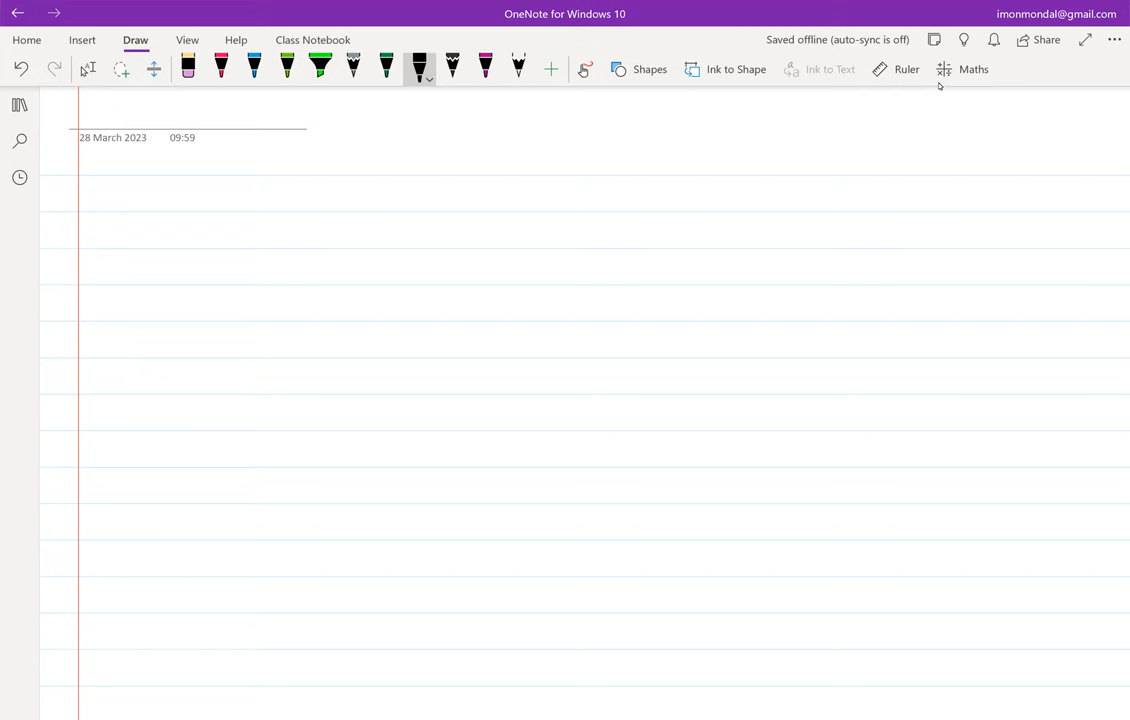 OneNote for Windows 10
imonmondal@gmail.com
Home Insert Draw View Help Class Notebook
Saved offline (auto-sync is off) Share
Shapes Ink to Shape Ink to Text Ruler Maths
28 March 2023 09:59